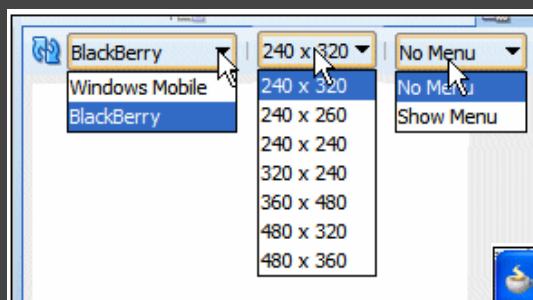 BlackBerry
Windows Mobile
BlackBerry
240 x 320
240 x 320
240 x 260
240 x 240
320 x 240
360 x 480
480 x 320
480 x 360
No Menu
No Menu
Show Menu